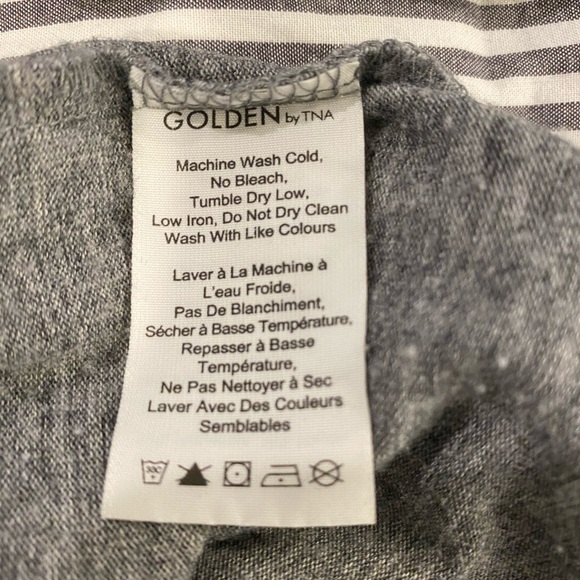 GOLDEN by TNA
Machine Wash Cold,
No Bleach,
Tumble Dry Low,
Low Iron, Do Not Dry Clean
Wash With Like Colours
Laver à La Machine à
L'eau Froide,
Pas De Blanchiment,
Sécher à Basse Température,
Repasser à Basse
Température,
Ne Pas Nettoyer à Sec
Laver Avec Des Couleurs
Semblables
30C